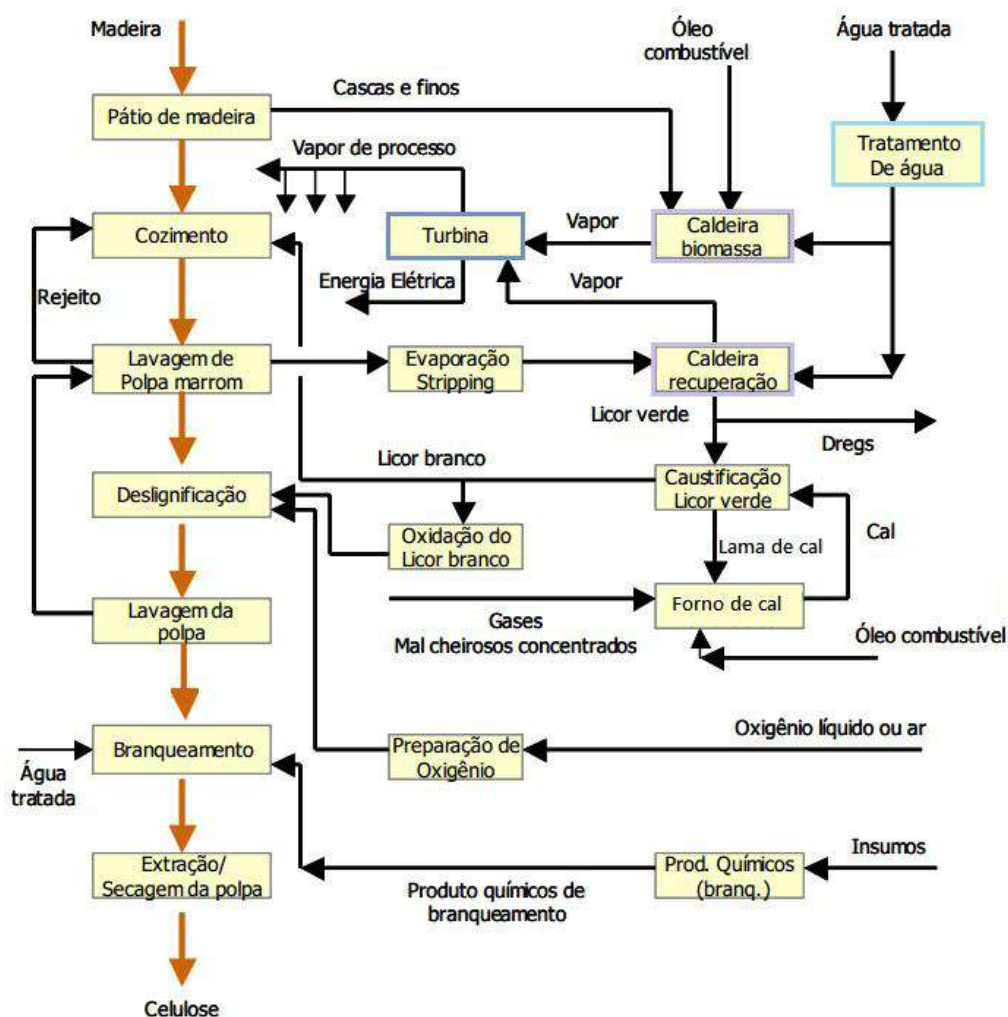 Madeira
Óleo
combustível
Água tratada
Cascas e finos
Pátio de madeira
Vapor de processo
Tratamento
De água
Cozimento
Turbina
Vapor
Caldeira
biomassa
Energia Elétrica
Vapor
Rejeito
Lavagem de
Polpa marrom
Evaporação
Stripping
Caldeira
recuperação
Licor verde
Dregs
Licor branco
Deslignificação
Caustificação
Licor verde
Oxidação do
Licor branco
Cal
Lama de cal
Lavagem da
polpa
Forno de cal
Gases
Mal cheirosos concentrados
Óleo combustível
Branqueamento
Preparação de
Oxigênio
Oxigênio líquido ou ar
Água
tratada
Extração/
Secagem da polpa
Prod. Químicos
(branq.)
Insumos
Produto químicos de
branqueamento
Celulose